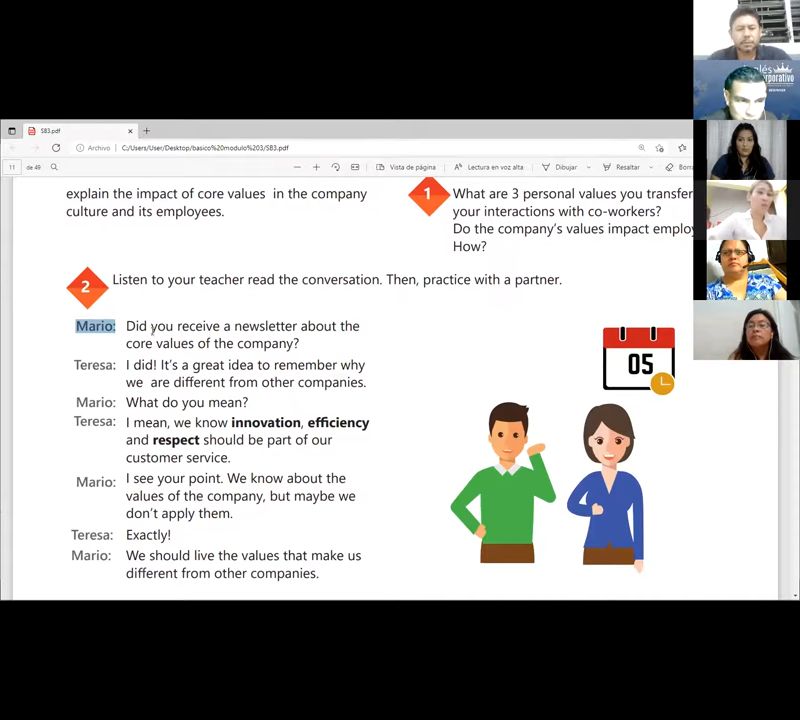 SB3.pdf
Archivo
C:/Users/User/Desktop/basico%20modulo%203/SB3.pdf
11
de 49
Vista de página
Lectura en voz alta
Dibujar
Resaltar
Borra
explain the impact of core values in the company
culture and its employees.
1
What are 3 personal values you transfer
your interactions with co-workers?
Do the company's values impact employ
How?
2
Listen to your teacher read the conversation. Then, practice with a partner.
Mario: Did you receive a newsletter about the
core values of the company?
Teresa: I did! It's a great idea to remember why
we are different from other companies.
Mario: What do you mean?
Teresa: I mean, we know innovation, efficiency
and respect should be part of our
customer service.
Mario: I see your point. We know about the
values of the company, but maybe we
don't apply them.
Teresa: Exactly!
Mario: We should live the values that make us
different from other companies.
05